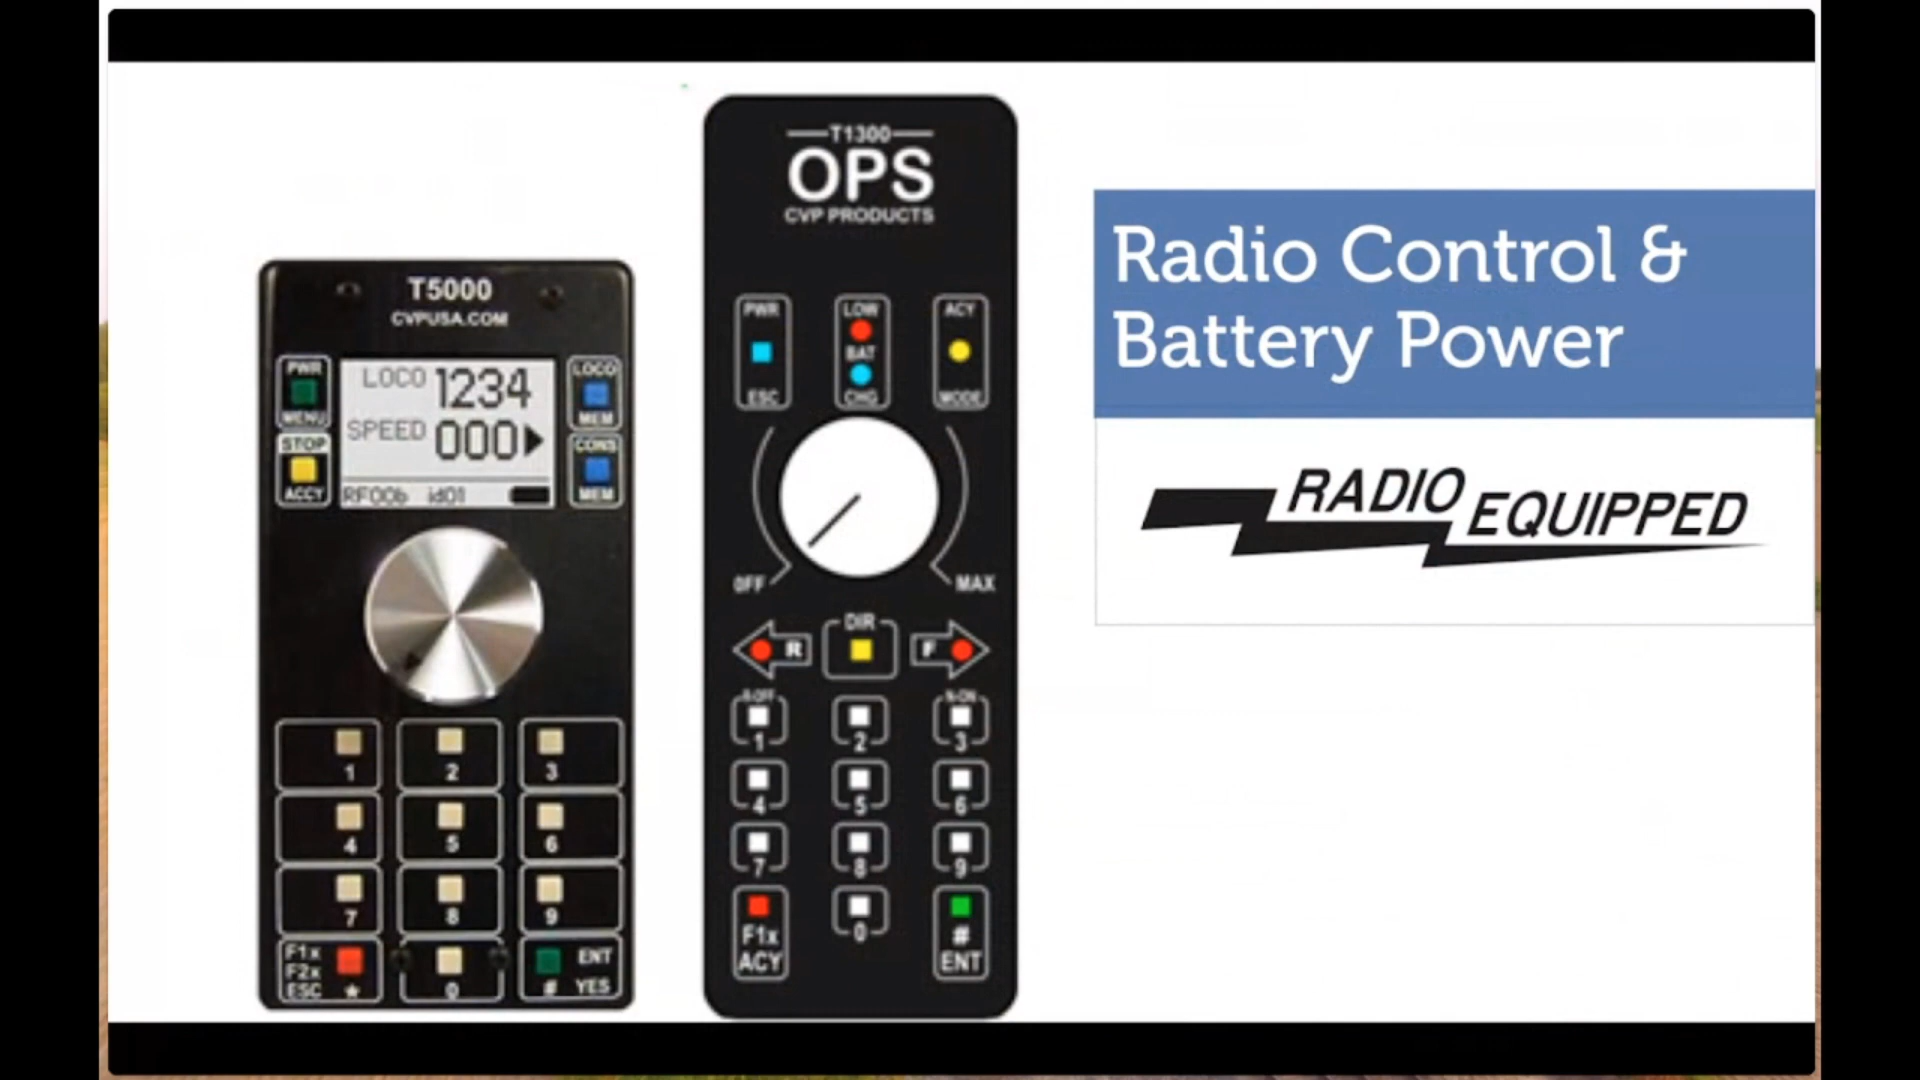 T5000
CVPUSA.COM
PWR
MENU
STOP
ACCY
LOCO 1234
SPEED 000
RF00b id01
LOCO
MEM
CONS
MEM
1
2
3
4
5
6
7
8
9
F1x
F2x
ESC *
0
# ENT
YES
T1300
OPS
CVP PRODUCTS
PWR
ESC
LOW
BAT
CHG
ACY
MODE
OFF
MAX
R
DIR
F
R-OFF
1
2
N-ON
3
4
5
6
7
8
9
F1x
ACY
0
#
ENT
Radio Control &
Battery Power
RADIO EQUIPPED